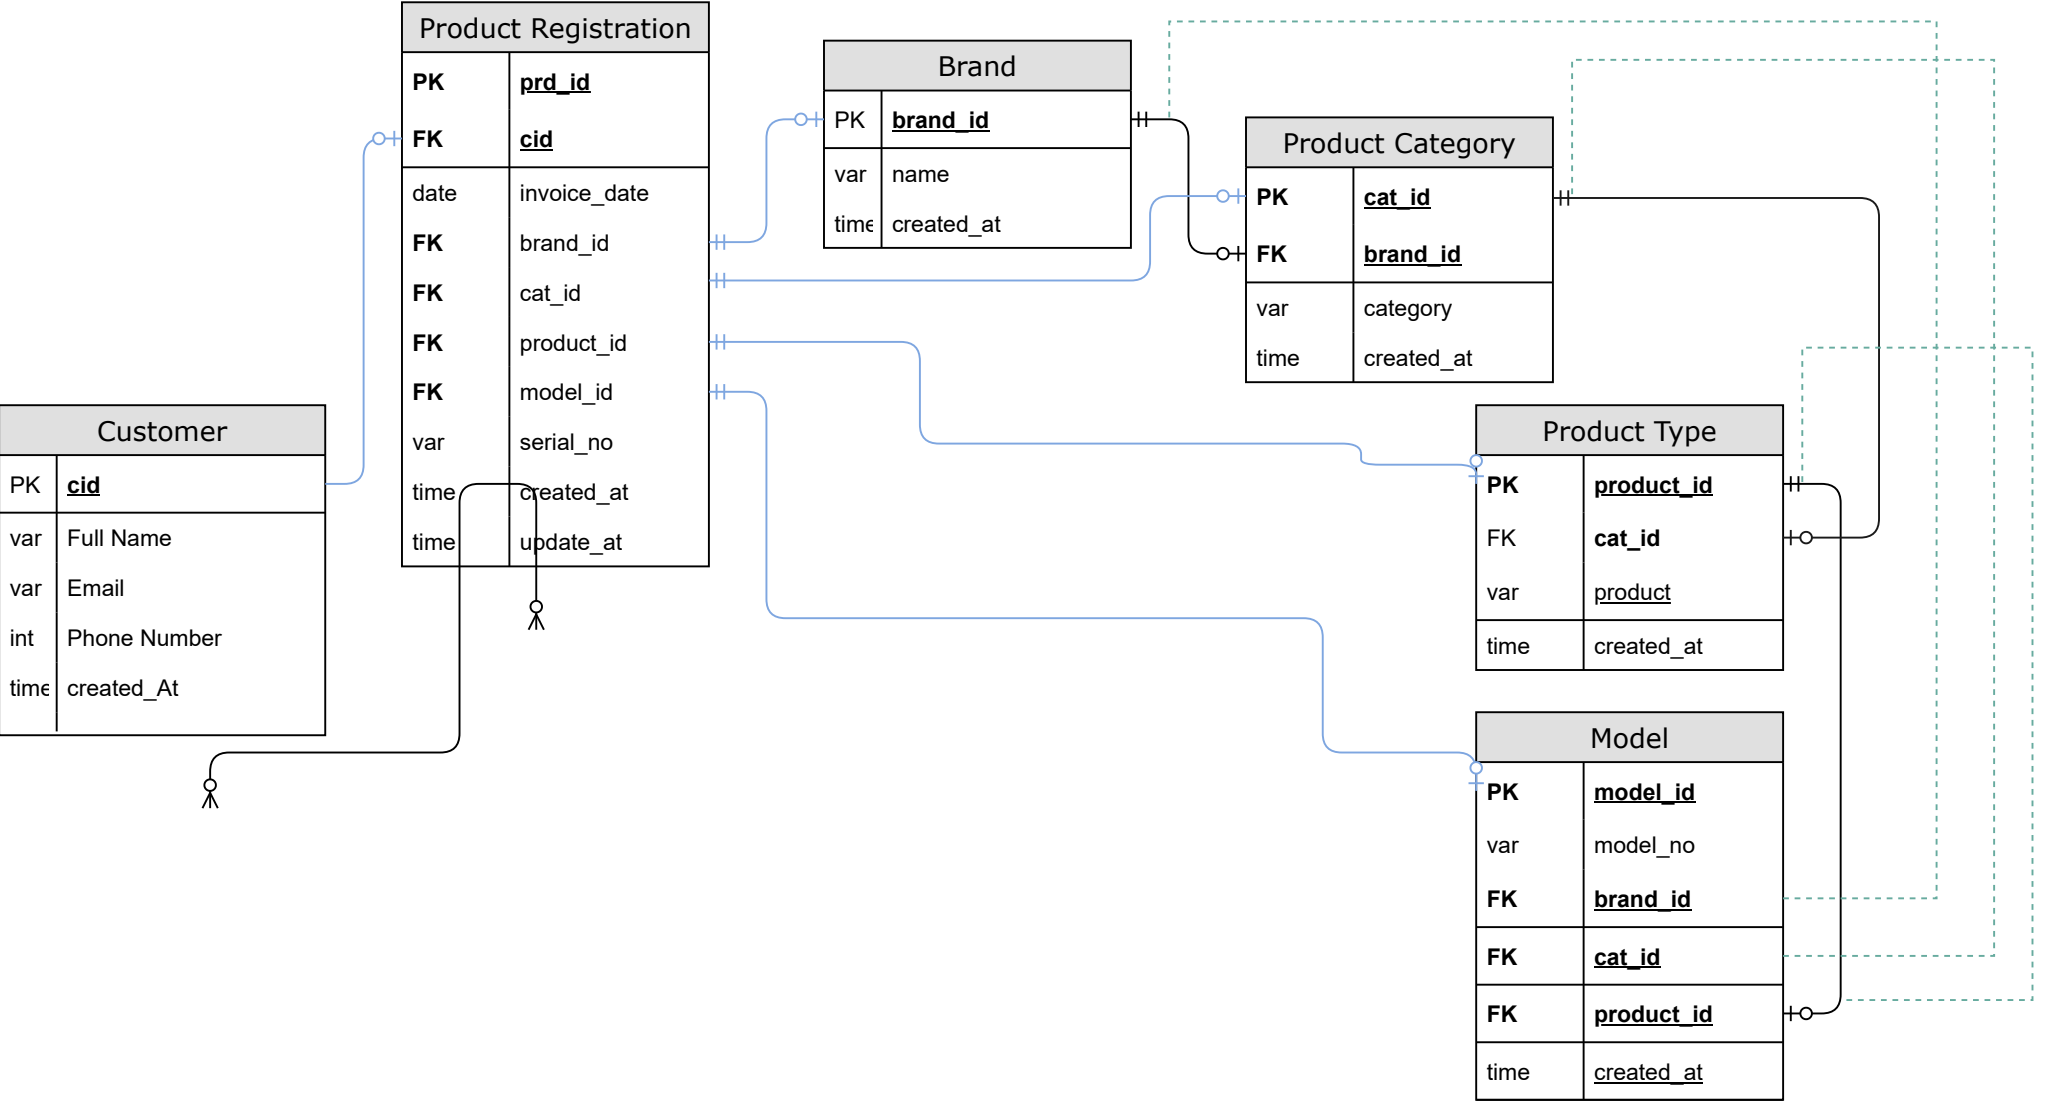 Product Registration
PK prd_id
FK cid
date invoice_date
FK brand_id
FK cat_id
FK product_id
FK model_id
var serial_no
time created_at
time update_at
Brand
PK brand_id
var name
time created_at
Product Category
PK cat_id
FK brand_id
var category
time created_at
Customer
PK cid
var Full Name
var Email
int Phone Number
time created_At
Product Type
PK product_id
FK cat_id
var product
time created_at
Model
PK model_id
var model_no
FK brand_id
FK cat_id
FK product_id
time created_at